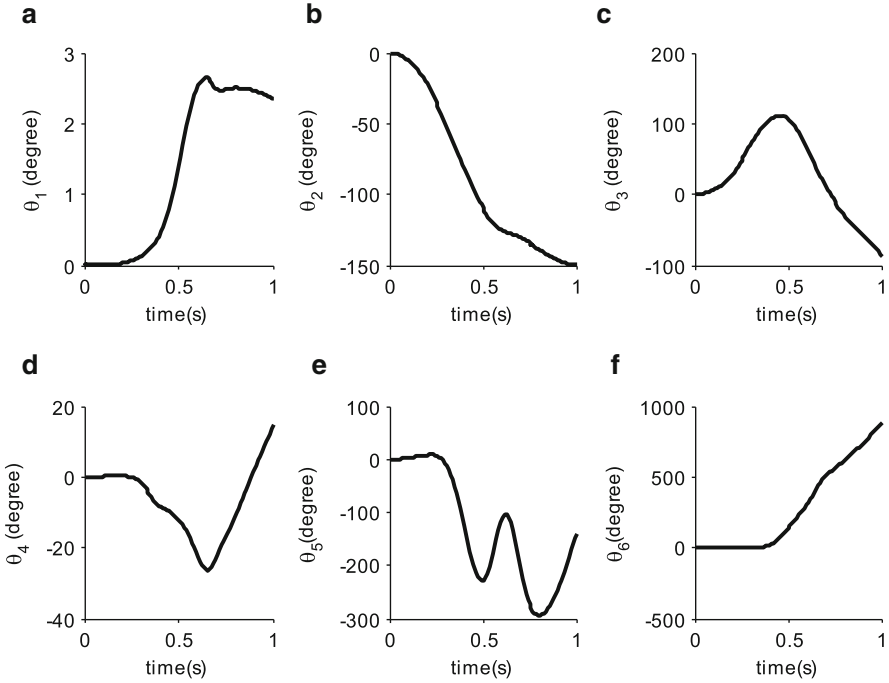 a
3
2
1
0
θ1 (degree)
0 0.5 1
time(s)
b
0
-50
-100
-150
θ2 (degree)
0 0.5 1
time(s)
c
200
100
0
-100
θ3 (degree)
0 0.5 1
time(s)
d
20
0
-20
-40
θ4 (degree)
0 0.5 1
time(s)
e
100
0
-100
-200
-300
θ5(degree)
0 0.5 1
time(s)
f
1000
500
0
-500
θ6(degree)
0 0.5 1
time(s)